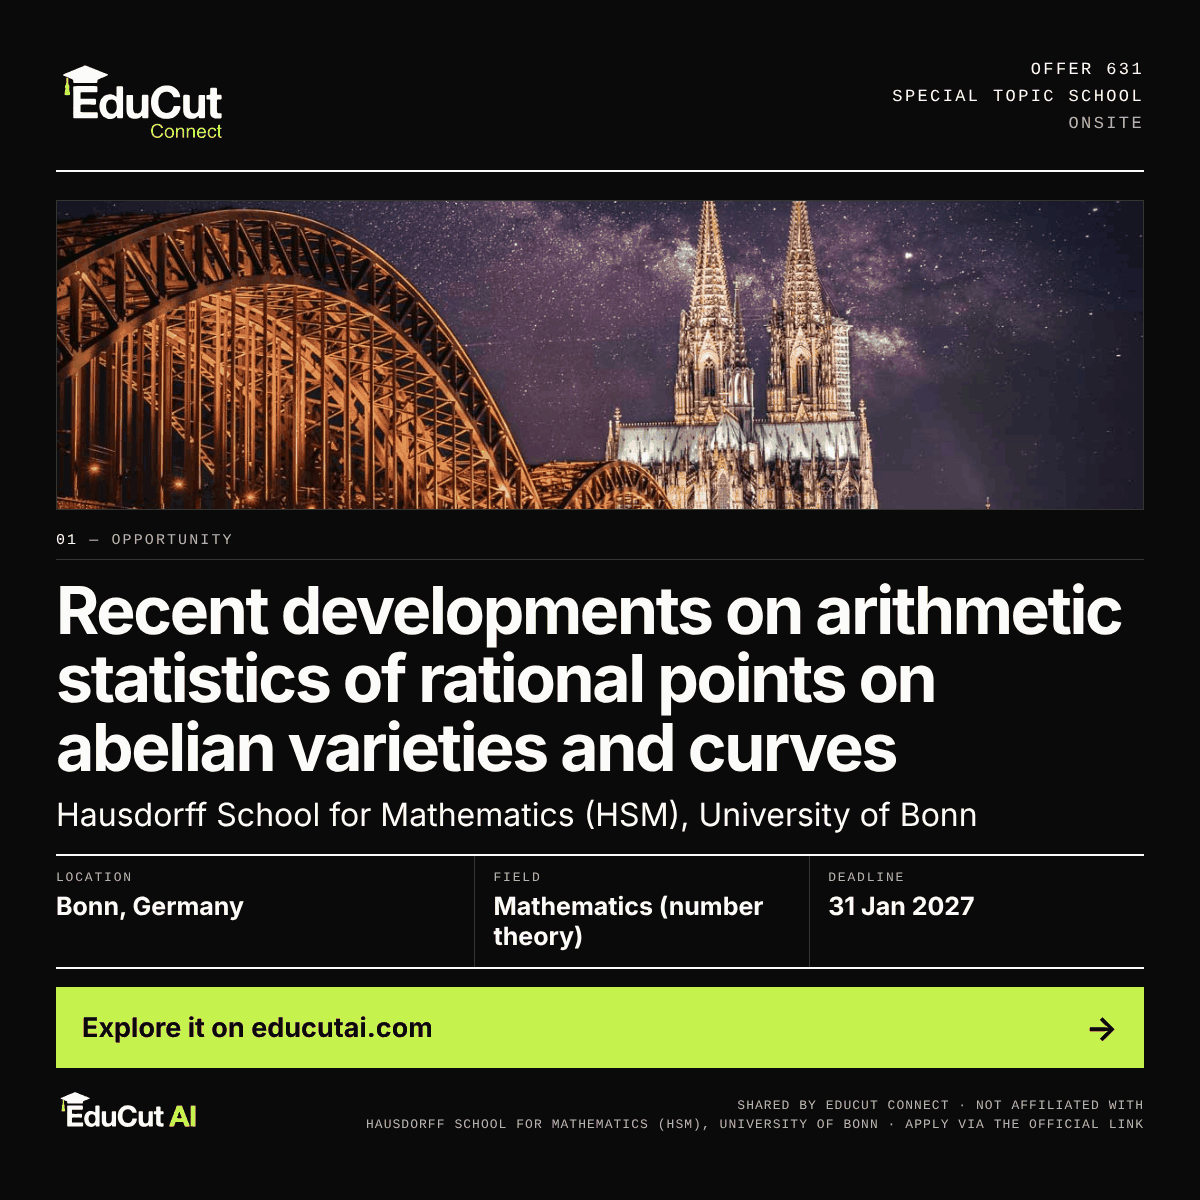 EduCut
Connect
OFFER 631
SPECIAL TOPIC SCHOOL
ONSITE
01 — OPPORTUNITY
Recent developments on arithmetic
statistics of rational points on
abelian varieties and curves
Hausdorff School for Mathematics (HSM), University of Bonn
LOCATION
Bonn, Germany
FIELD
Mathematics (number
theory)
DEADLINE
31 Jan 2027
Explore it on educutai.com →
EduCut AI
SHARED BY EDUCUT CONNECT · NOT AFFILIATED WITH
HAUSDORFF SCHOOL FOR MATHEMATICS (HSM), UNIVERSITY OF BONN · APPLY VIA THE OFFICIAL LINK